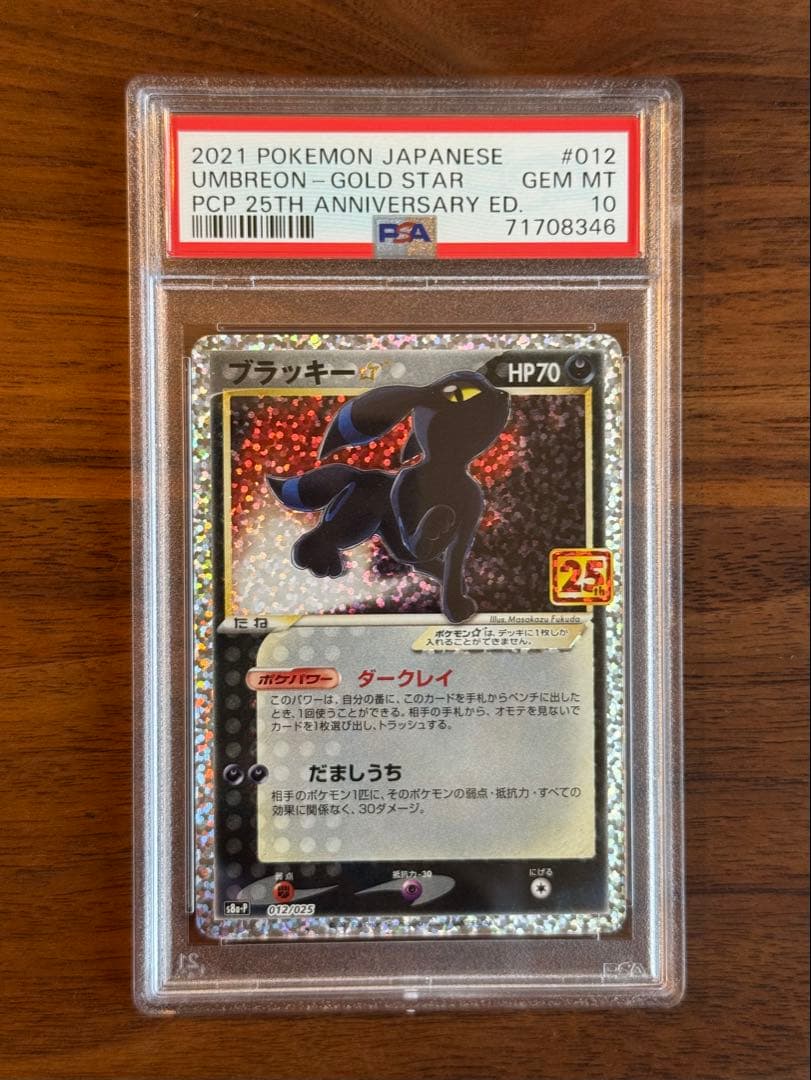 2021 POKEMON JAPANESE #012
UMBREON - GOLD STAR GEM MT
PCP 25TH ANNIVERSARY ED. 10
PSA 71708346
ブラッキー☆ HP70
25th
たね
Illus. Masakazu Fukuda
ポケモン☆は、デッキに1枚しか
入れることができません。
ポケパワー ダークレイ
このパワーは、自分の番に、このカードを手札からベンチに出した
とき、1回使うことができる。相手の手札から、オモテを見ないで
カードを1枚選び出し、トラッシュする。
だましうち
相手のポケモン1匹に、そのポケモンの弱点・抵抗力・すべての
効果に関係なく、30ダメージ。
弱点 抵抗力 -30 にげる
s8a-P 012/025
PSA